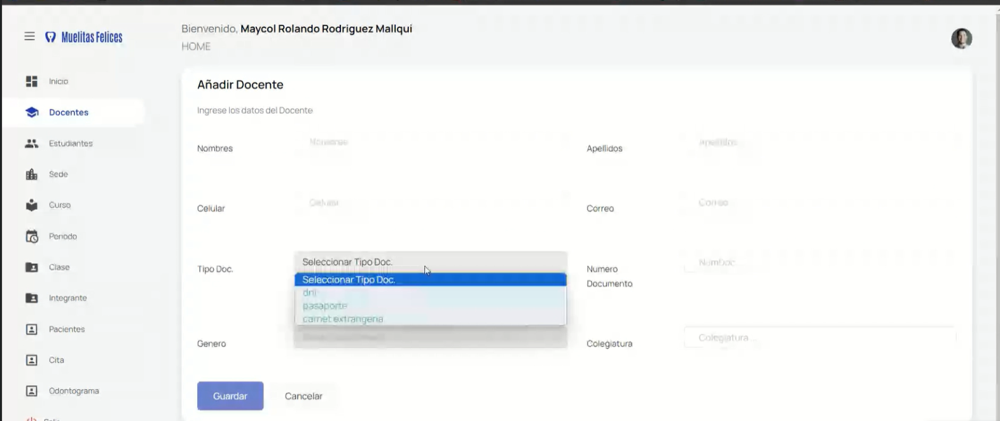 Bienvenido, Maycol Rolando Rodriguez Mallqui
HOME
Muelitas Felices
Inicio
Docentes
Estudiantes
Sede
Curso
Periodo
Clase
Integrante
Pacientes
Cita
Odontograma
Añadir Docente
Ingrese los datos del Docente
Nombres
Nombres
Apellidos
Apellidos
Celular
Celular
Correo
Correo
Tipo Doc.
Seleccionar Tipo Doc.
Seleccionar Tipo Doc.
dni
pasaporte
carnet extrangeria
Numero
Documento
NumDoc
Genero
Colegiatura
Colegiatura
Guardar
Cancelar